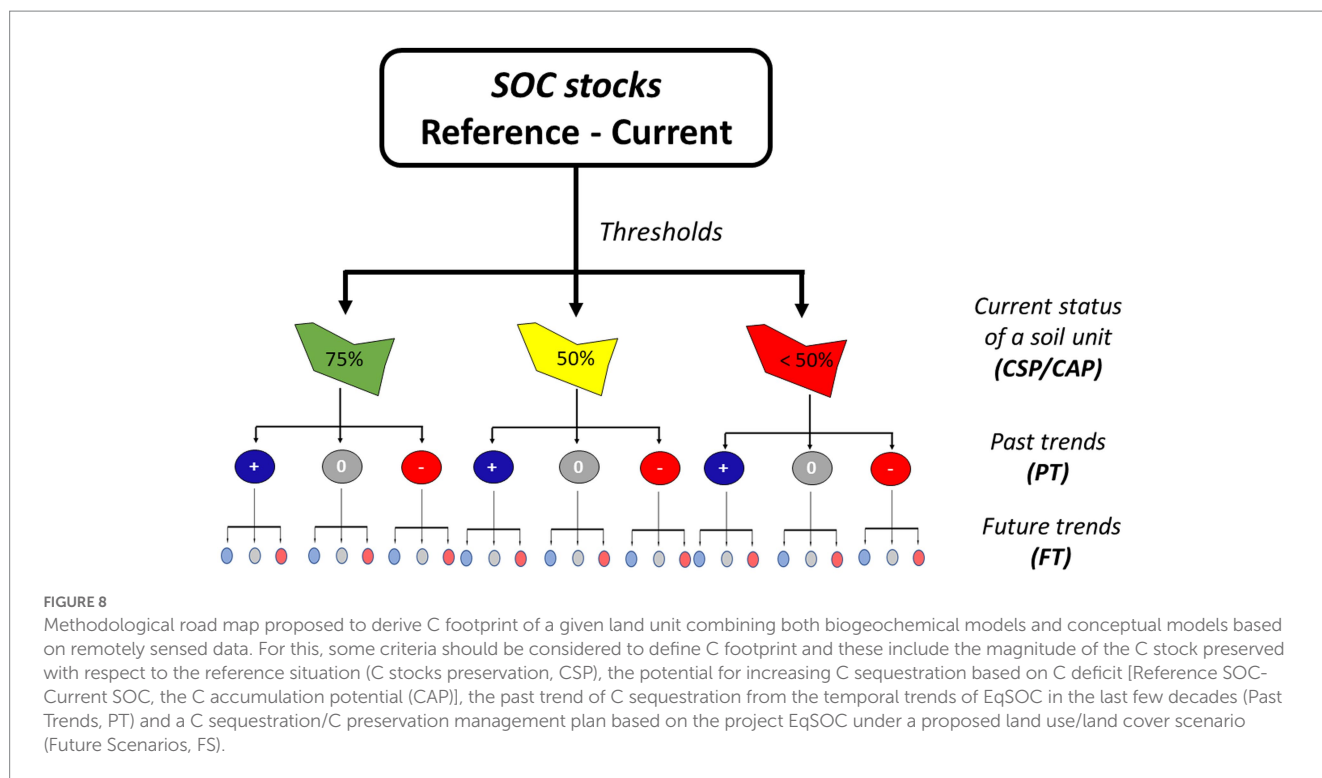 SOC stocks
Reference - Current
Thresholds
Current status
of a soil unit
(CSP/CAP)
75%
50%
< 50%
Past trends
(PT)
+ 0 - + 0 - + 0 -
Future trends
(FT)
FIGURE 8
Methodological road map proposed to derive C footprint of a given land unit combining both biogeochemical models and conceptual models based
on remotely sensed data. For this, some criteria should be considered to define C footprint and these include the magnitude of the C stock preserved
with respect to the reference situation (C stocks preservation, CSP), the potential for increasing C sequestration based on C deficit [Reference SOC-
Current SOC, the C accumulation potential (CAP)], the past trend of C sequestration from the temporal trends of EqSOC in the last few decades (Past
Trends, PT) and a C sequestration/C preservation management plan based on the project EqSOC under a proposed land use/land cover scenario
(Future Scenarios, FS).